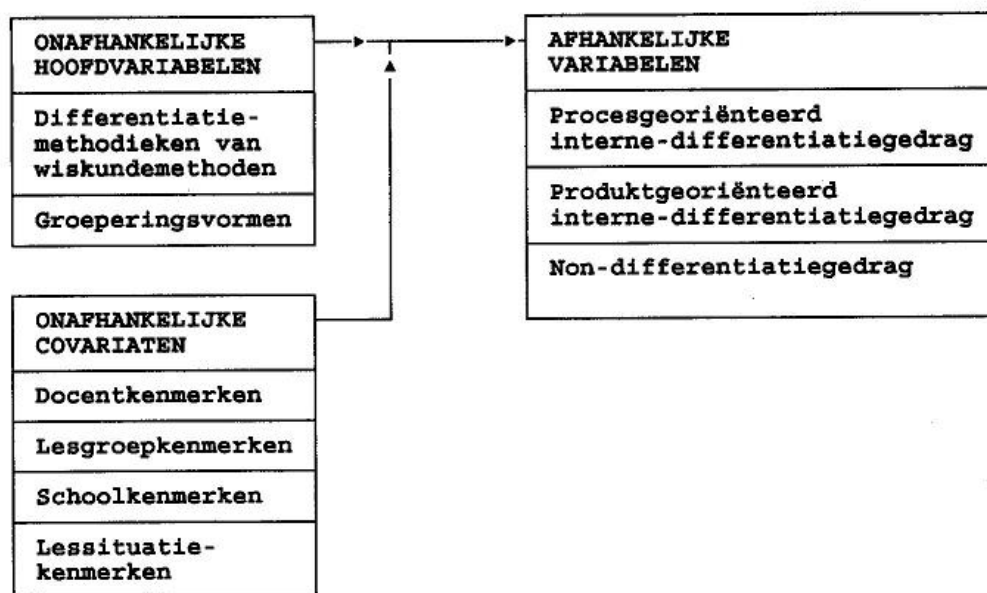 ONAFHANKELIJKE
HOOFDVARIABELEN
Differentiatie-
methodieken van
wiskundemethoden
Groeperingsvormen
ONAFHANKELIJKE
COVARIATEN
Docentkenmerken
Lesgroepkenmerken
Schoolkenmerken
Lessituatie-
kenmerken
AFHANKELIJKE
VARIABELEN
Procesgeoriënteerd
interne-differentiatiegedrag
Produktgeoriënteerd
interne-differentiatiegedrag
Non-differentiatiegedrag